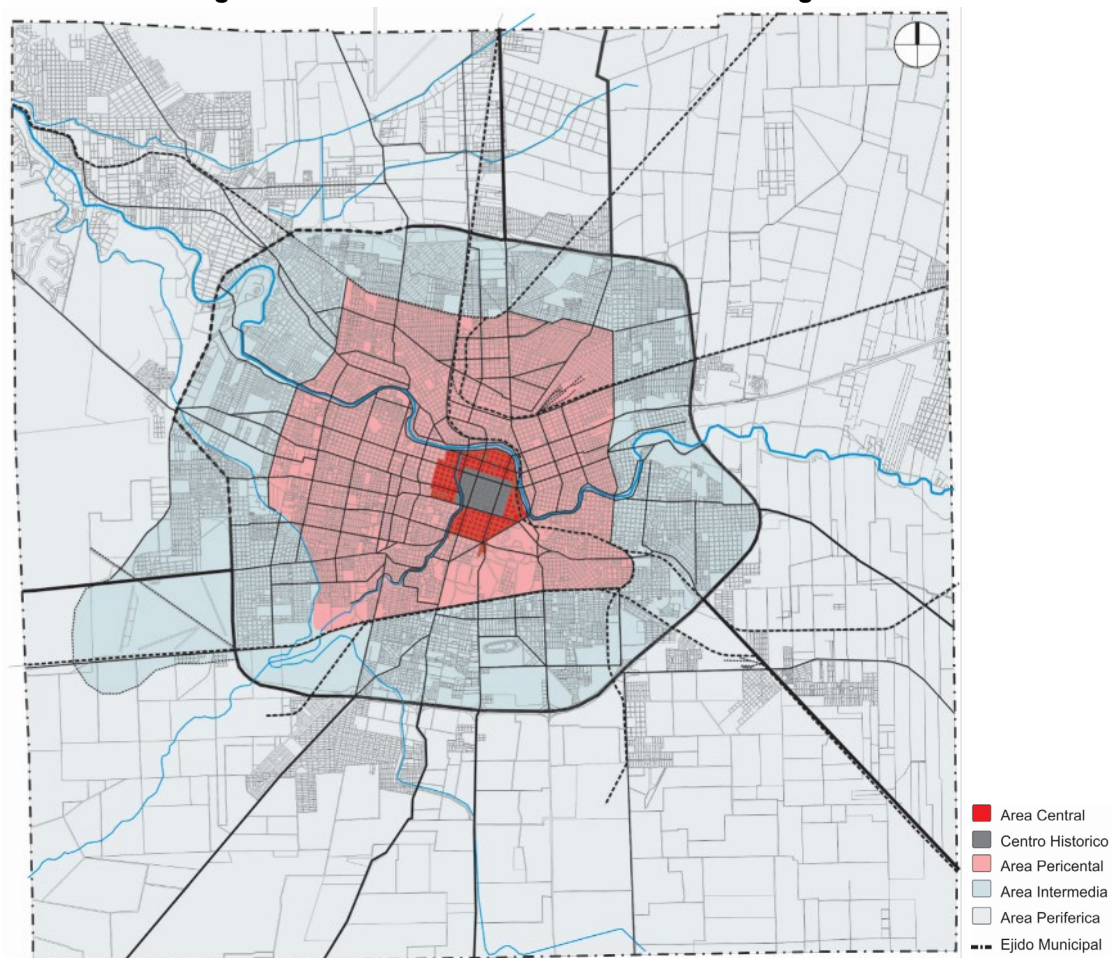 Area Central
Centro Historico
Area Pericental
Area Intermedia
Area Periferica
Ejido Municipal